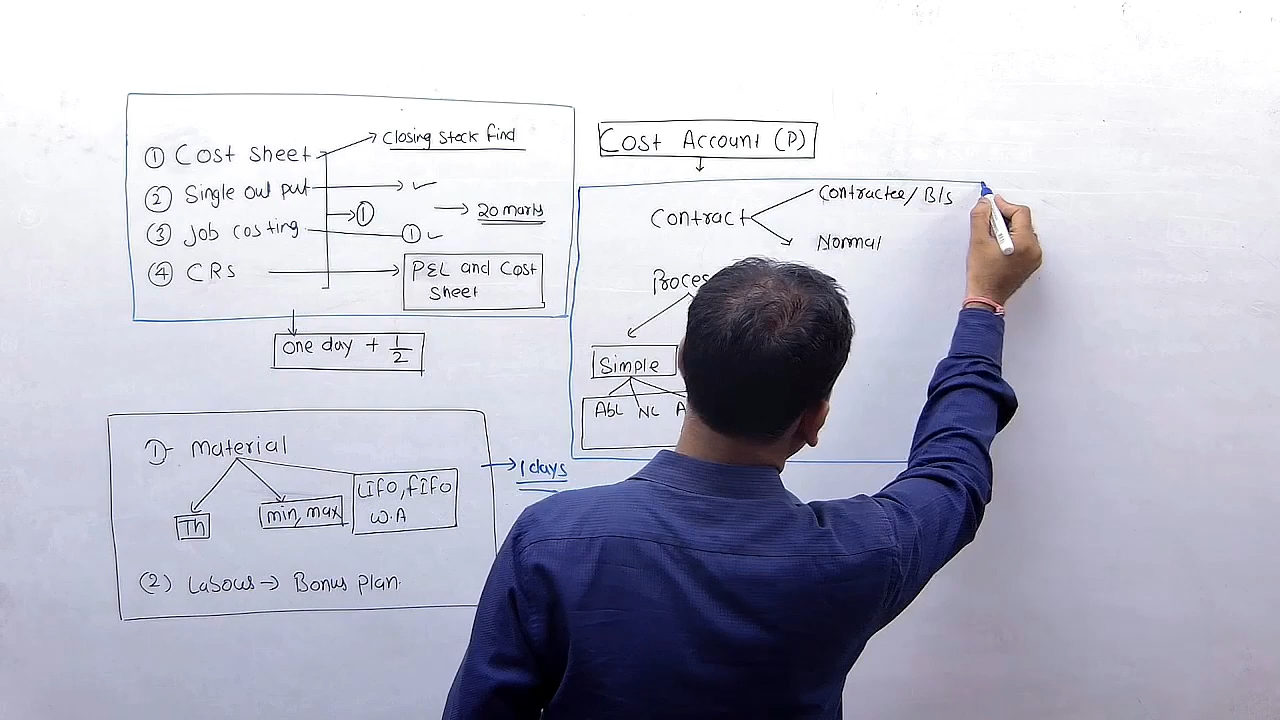 ① Cost sheet
closing stock find
② Single out put
①
20 marks
③ Job costing
①
④ CRs
P&L and Cost
Sheet
one day + 1/2
1) Material
Th
min, max
LIFO, FIFO
W.A
1 days
(2) Labour → Bonus plan
Cost Account (P)
Contract
Contractee/ B/s
Normal
Simple
AbL NL